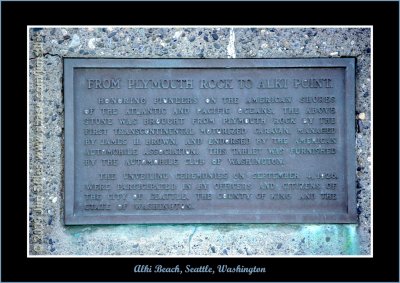 FROM PLYMOUTH ROCK TO ALKI POINT.
HONORING PIONEERS ON THE AMERICAN SHORES
OF THE ATLANTIC AND PACIFIC OCEANS, THE ABOVE
STONE WAS BROUGHT FROM PLYMOUTH ROCK BY THE
FIRST TRANSCONTINENTAL MOTORIZED CARAVAN, MANAGED
BY JAMES H. BROWN, AND ENDORSED BY THE AMERICAN
AUTOMOBILE ASSOCIATION. THIS TABLET WAS FURNISHED
BY THE AUTOMOBILE CLUB OF WASHINGTON.
THE UNVEILING CEREMONIES ON SEPTEMBER 4, 1926,
WERE PARTICIPATED IN BY OFFICERS AND CITIZENS OF
THE CITY OF SEATTLE, THE COUNTY OF KING AND THE
STATE OF WASHINGTON.
Alki Beach, Seattle, Washington